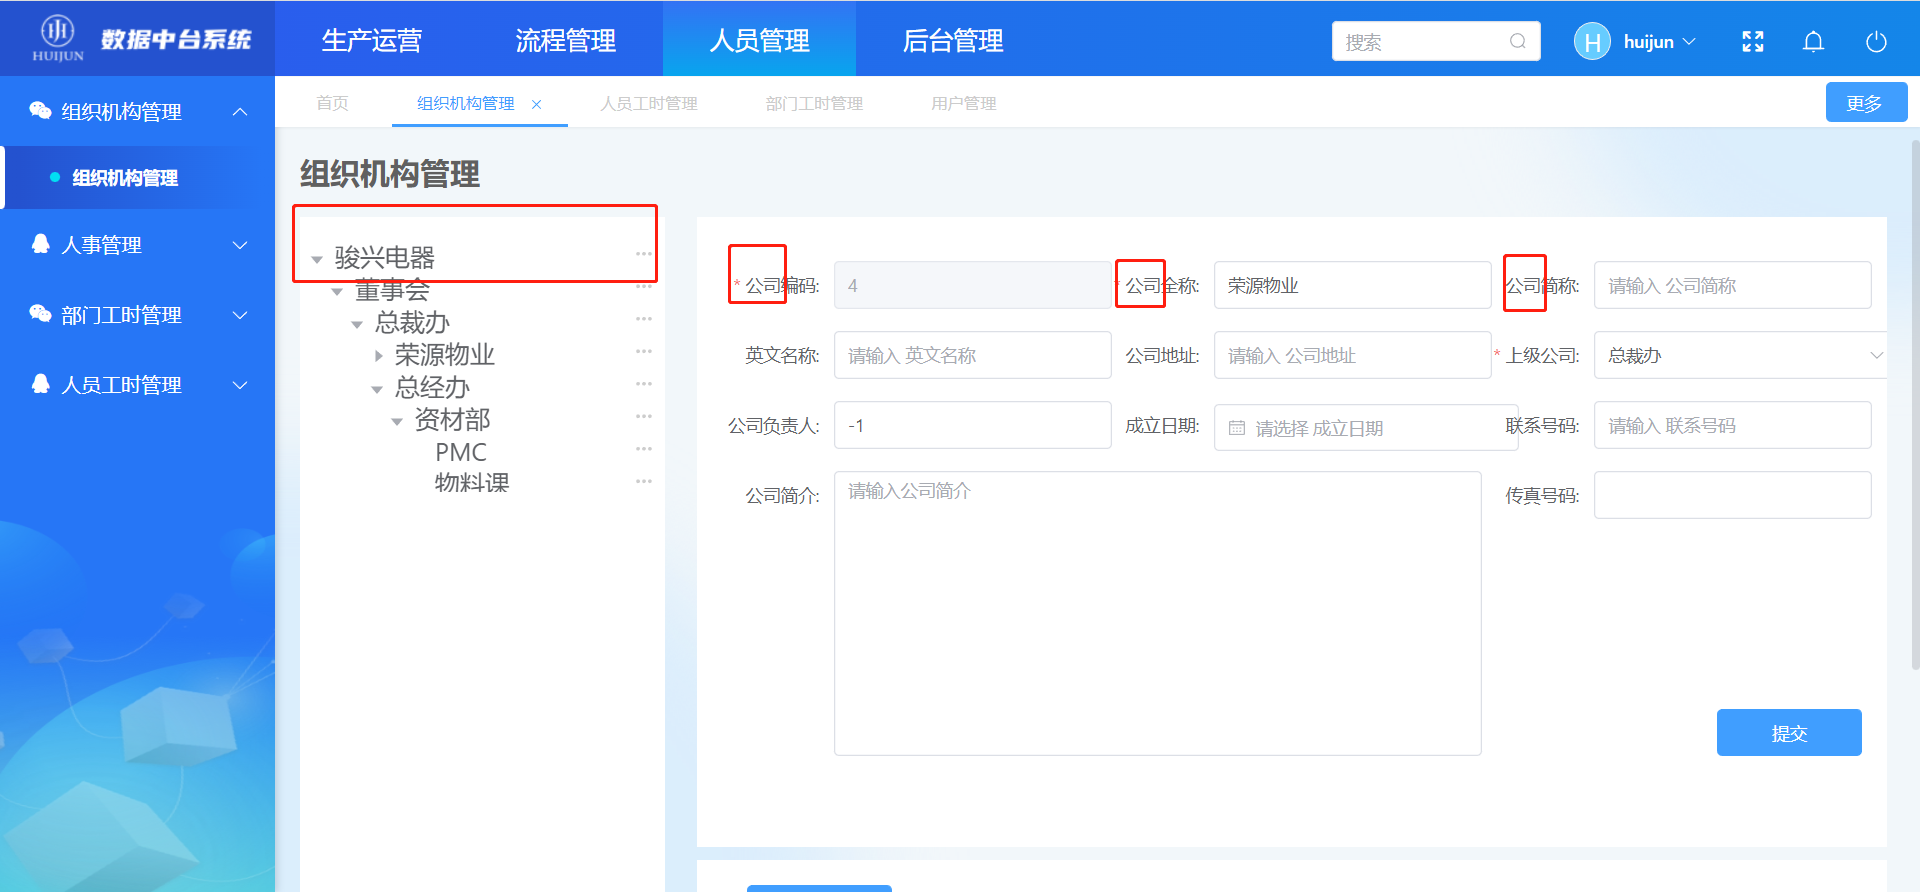 HUIJUN 数据中台系统 生产运营 流程管理 人员管理 后台管理 搜索 H huijun
首页 组织机构管理 × 人员工时管理 部门工时管理 用户管理 更多
组织机构管理
组织机构管理
人事管理
部门工时管理
人员工时管理
组织机构管理
骏兴电器 ...
董事会 ...
总裁办 ...
荣源物业 ...
总经办 ...
资材部 ...
PMC ...
物料课 ...
* 公司编码: 4 * 公司全称: 荣源物业 公司简称: 请输入 公司简称
英文名称: 请输入 英文名称 公司地址: 请输入 公司地址 * 上级公司: 总裁办
公司负责人: -1 成立日期: 请选择 成立日期 联系号码: 请输入 联系号码
公司简介: 请输入公司简介 传真号码:
提交